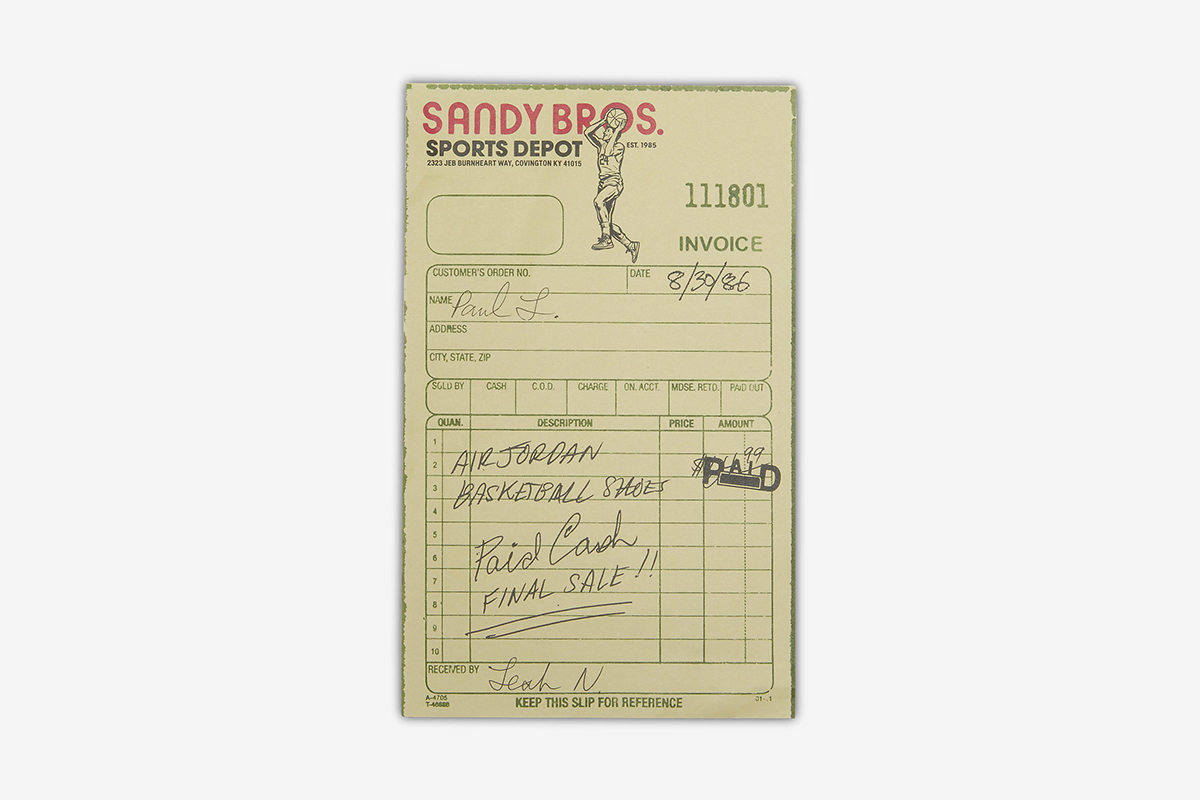 SANDY BROS.
SPORTS DEPOT
EST. 1985
2323 JEB BURNHEART WAY, COVINGTON KY 41015
111801
INVOICE
CUSTOMER'S ORDER NO.
DATE 8/30/86
NAME Paul L.
ADDRESS
CITY, STATE, ZIP
SOLD BY CASH C.O.D. CHARGE ON. ACCT. MDSE. RETD. PAID OUT
QUAN. DESCRIPTION PRICE AMOUNT
1
2 AIR JORDAN
PAID
3 BASKETBALL SHOES
4
5
6 Paid Cash
7
8 FINAL SALE!!
9
10
RECEIVED BY Leah N.
A-4705
T-46888
KEEP THIS SLIP FOR REFERENCE